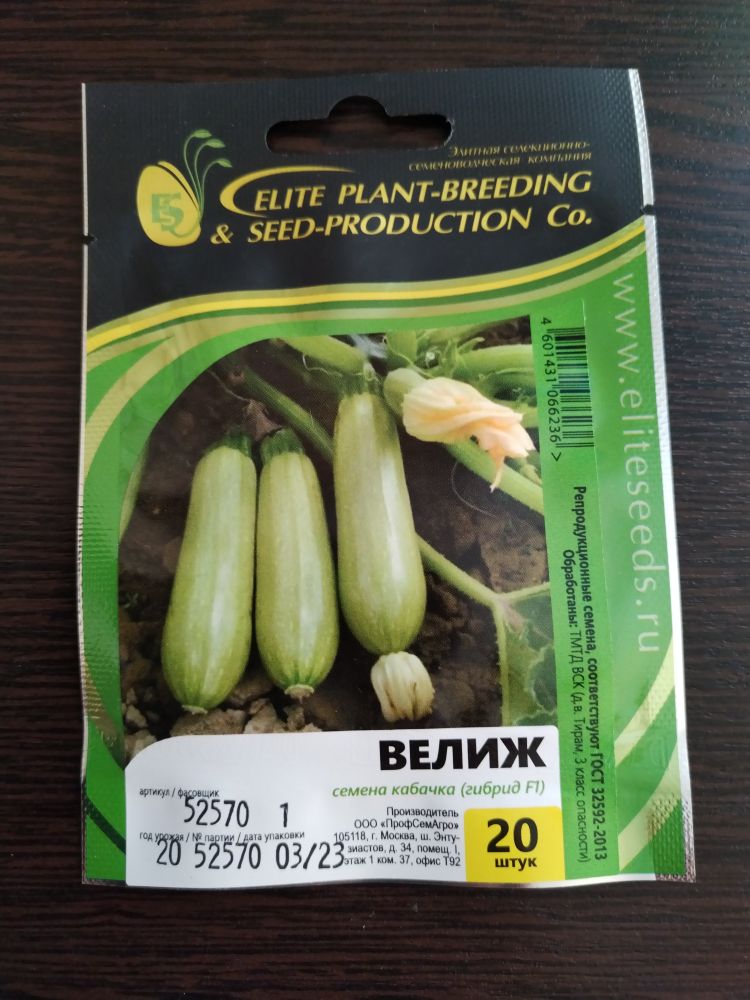 Элитная селекционно-
семеноводческая компания
ES
ELITE PLANT-BREEDING
& SEED-PRODUCTION Co.
www.eliteseeds.ru
4 601431 066236 >
Репродукционные семена, соответствуют ГОСТ 32592-2013
Обработаны: ТМТД ВСК (д.в. Тирам, 3 класс опасности)
ВЕЛИЖ
семена кабачка (гибрид F1)
артикул / фасовщик
52570 1
год урожая / № партии / дата упаковки
20 52570 03/23
Производитель
ООО «ПрофСемАгро»
105118, г. Москва, ш. Энту-
зиастов, д. 34, помещ. I,
этаж 1 ком. 37, офис Т92
20
штук